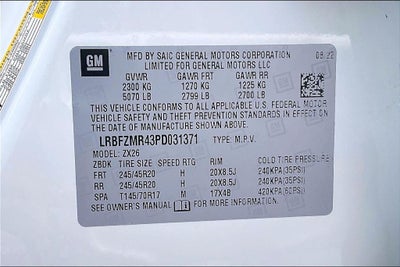 GM
MFD BY SAIC GENERAL MOTORS CORPORATION 08/22
LIMITED FOR GENERAL MOTORS LLC
GVWR GAWR FRT GAWR RR
2300 KG 1270 KG 1225 KG
5070 LB 2799 LB 2700 LB
THIS VEHICLE CONFORMS TO ALL APPLICABLE U.S. FEDERAL MOTOR
VEHICLE SAFETY AND THEFT PREVENTION STANDARDS IN EFFECT ON
THE DATE OF MANUFACTURE SHOWN ABOVE.
LRBFZMR43PD031371 TYPE: M.P.V.
MODEL: ZX26
ZBDK TIRE SIZE SPEED RTG RIM COLD TIRE PRESSURE
FRT 245/45R20 H 20X8.5J 240KPA(35PSI)
RR 245/45R20 H 20X8.5J 240KPA(35PSI)
SPA T145/70R17 M 17X4B 420KPA(60PSI)
SEE OWNER'S MANUAL FOR MORE INFORMATION.